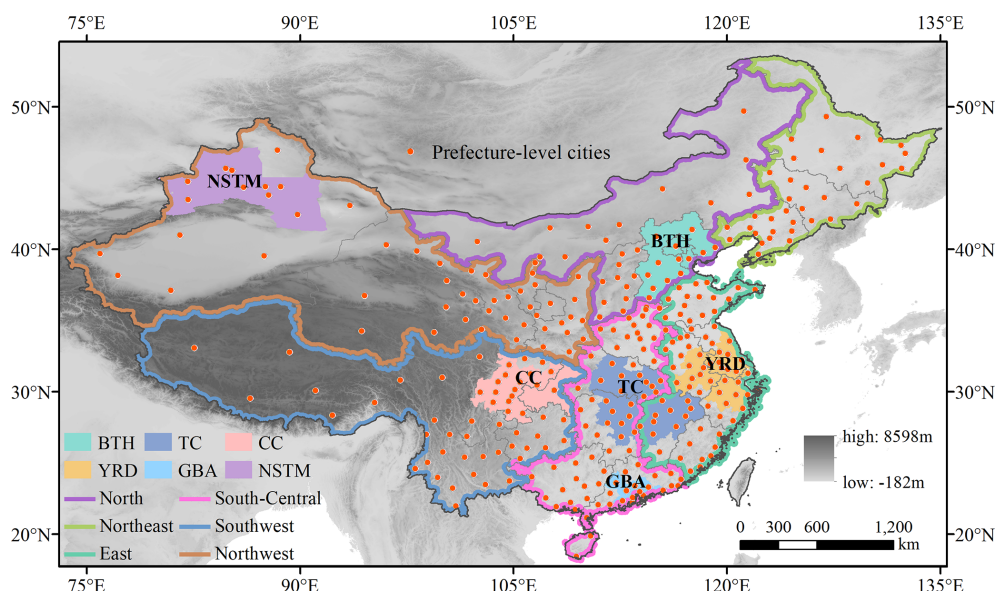 75°E 90°E 105°E 120°E 135°E
50°N 50°N
Prefecture-level cities
NSTM
BTH
40°N 40°N
YRD
CC
TC
30°N 30°N
BTH TC CC
high: 8598m
YRD GBA NSTM
GBA
low: -182m
North South-Central
Northeast Southwest
0 300 600 1,200
20°N 20°N
km
East Northwest
75°E 90°E 105°E 120°E 135°E